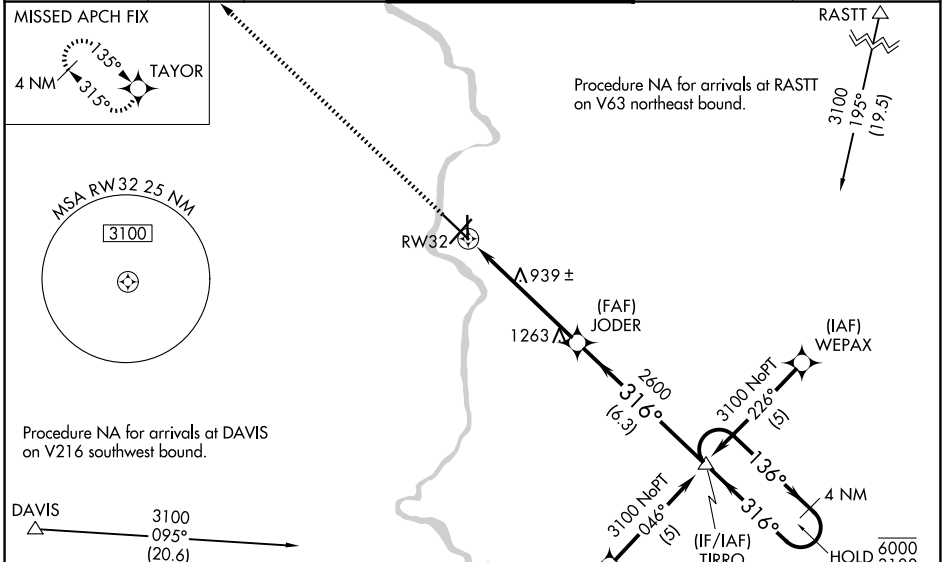 MISSED APCH FIX
4 NM
135°
315°
TAYOR
RASTT
Procedure NA for arrivals at RASTT
on V63 northeast bound.
3100
195°
(19.5)
MSA RW32 25 NM
3100
RW32
939 ±
1263
(FAF)
JODER
(IAF)
WEPAX
2600
316°
(6.3)
3100 NoPT
226°
(5)
Procedure NA for arrivals at DAVIS
on V216 southwest bound.
136°
4 NM
316°
3100 NoPT
046°
(5)
DAVIS
3100
095°
(20.6)
(IF/IAF)
TIRRO
HOLD 6000
3100